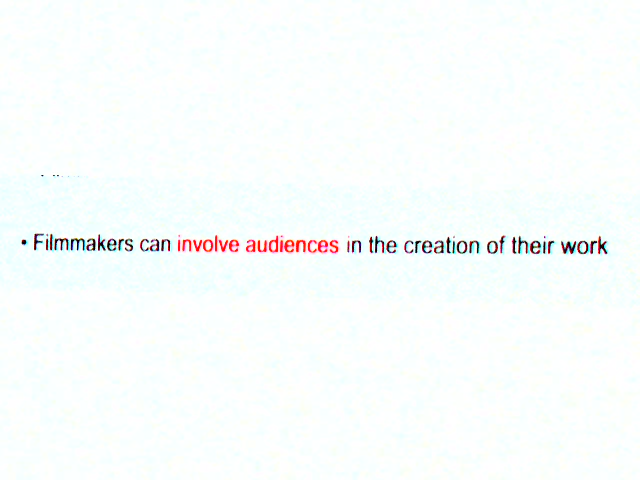 • Filmmakers can involve audiences in the creation of their work